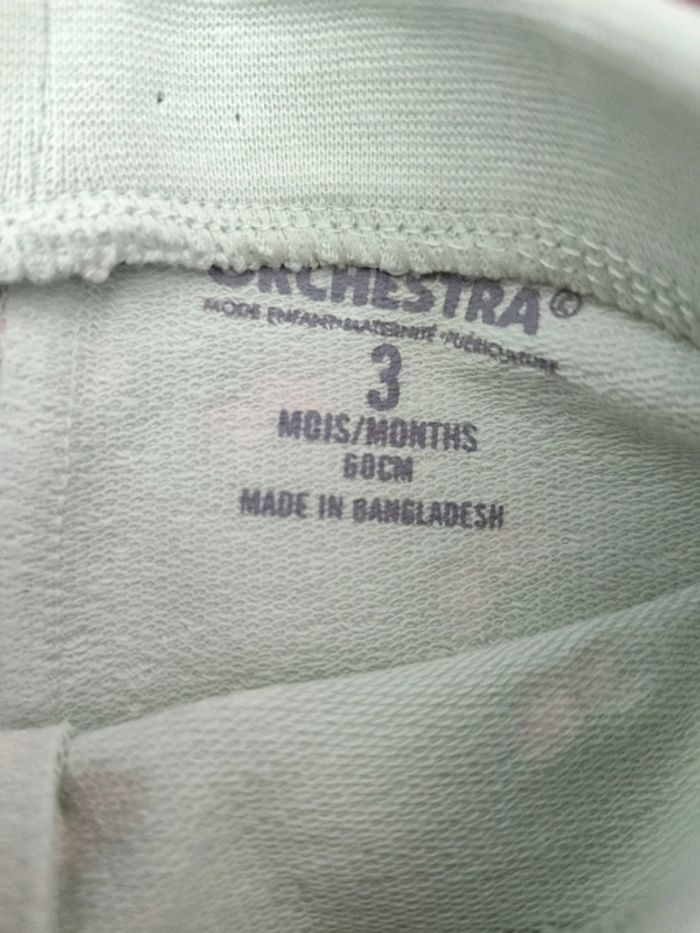 ORCHESTRA©
MODE ENFANT·MATERNITÉ·PUÉRICULTURE
3
MOIS/MONTHS
60CM
MADE IN BANGLADESH